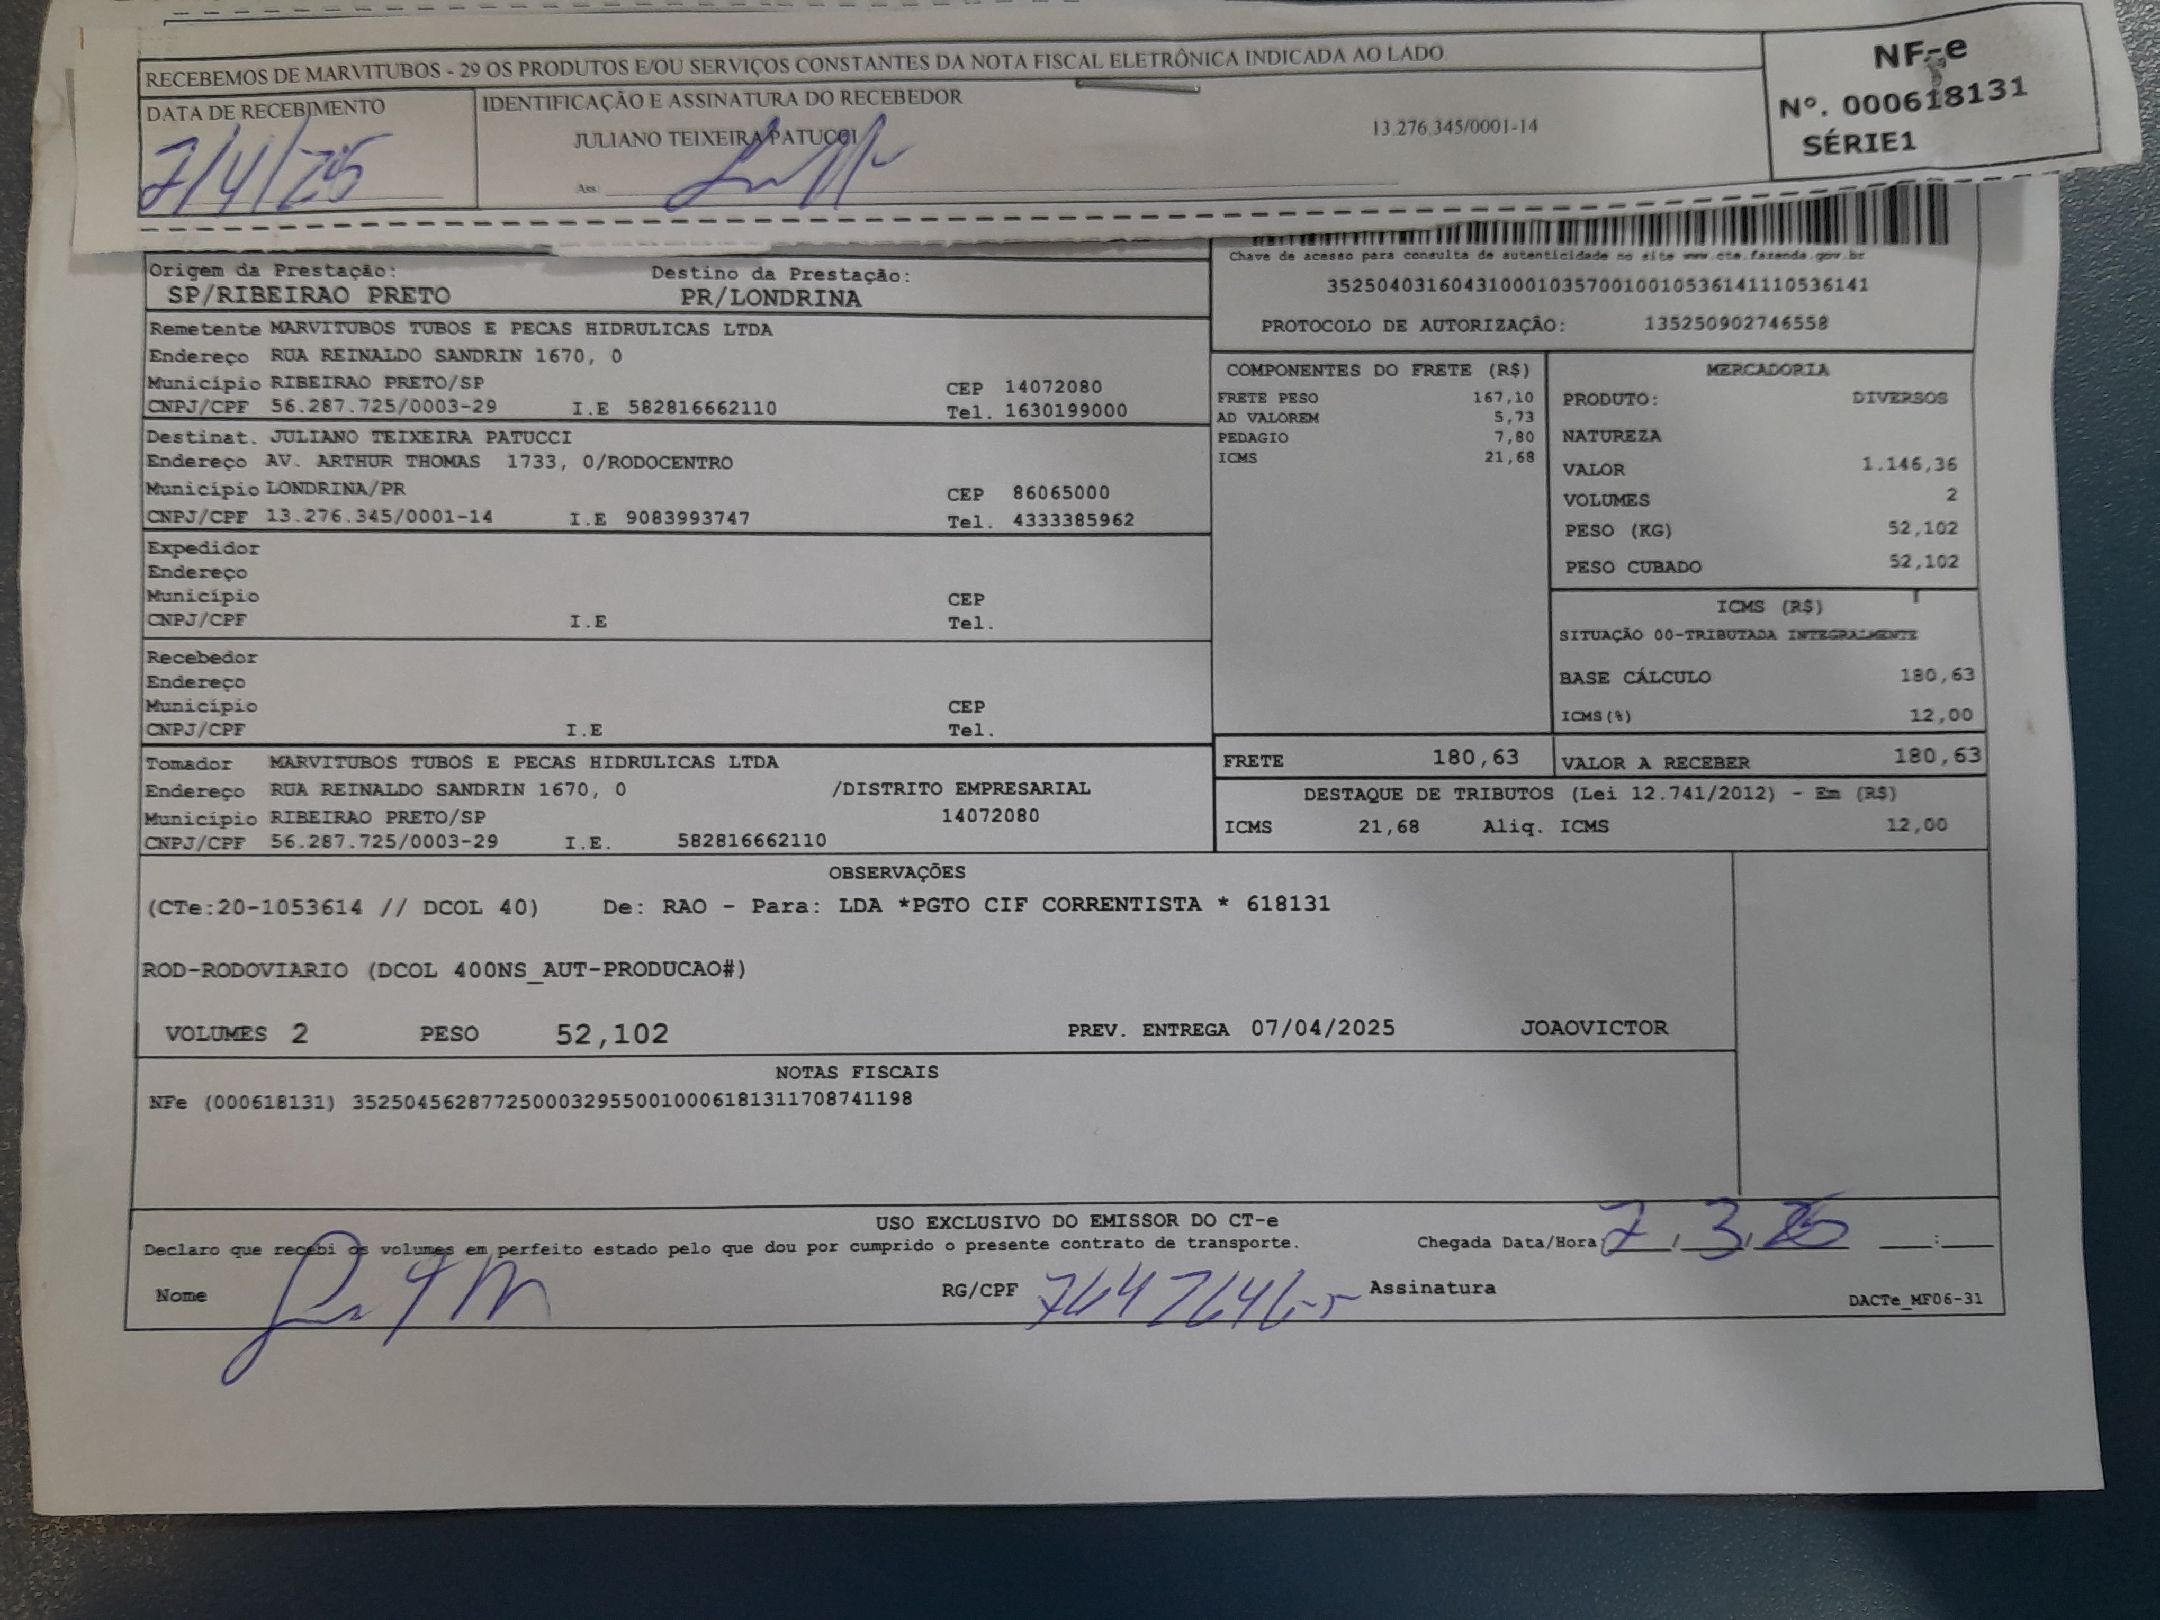 RECEBEMOS DE MARVITUBOS - 29 OS PRODUTOS E/OU SERVIÇOS CONSTANTES DA NOTA FISCAL ELETRÔNICA INDICADA AO LADO
NF-e
Nº. 000618131
SÉRIE1
DATA DE RECEBIMENTO
7/4/25
IDENTIFICAÇÃO E ASSINATURA DO RECEBEDOR
JULIANO TEIXEIRA PATUCCI 13.276.345/0001-14
Ass:
Origem da Prestação: Destino da Prestação:
SP/RIBEIRAO PRETO PR/LONDRINA
Chave de acesso para consulta de autenticidade no site www.cte.fazenda.gov.br
35250403160431000103570010010536141110536141
PROTOCOLO DE AUTORIZAÇÃO: 135250902746558
Remetente MARVITUBOS TUBOS E PECAS HIDRULICAS LTDA
Endereço RUA REINALDO SANDRIN 1670, 0
Município RIBEIRAO PRETO/SP CEP 14072080
CNPJ/CPF 56.287.725/0003-29 I.E 582816662110 Tel. 1630199000
Destinat. JULIANO TEIXEIRA PATUCCI
Endereço AV. ARTHUR THOMAS 1733, 0/RODOCENTRO
Município LONDRINA/PR CEP 86065000
CNPJ/CPF 13.276.345/0001-14 I.E 9083993747 Tel. 4333385962
Expedidor
Endereço
Município CEP
CNPJ/CPF I.E Tel.
Recebedor
Endereço
Município CEP
CNPJ/CPF I.E Tel.
COMPONENTES DO FRETE (R$)
FRETE PESO 167,10
AD VALOREM 5,73
PEDAGIO 7,80
ICMS 21,68
MERCADORIA
PRODUTO: DIVERSOS
NATUREZA
VALOR 1.146,36
VOLUMES 2
PESO (KG) 52,102
PESO CUBADO 52,102
ICMS (R$)
SITUAÇÃO 00-TRIBUTADA INTEGRALMENTE
BASE CÁLCULO 180,63
ICMS(%) 12,00
Tomador MARVITUBOS TUBOS E PECAS HIDRULICAS LTDA
Endereço RUA REINALDO SANDRIN 1670, 0 /DISTRITO EMPRESARIAL
Município RIBEIRAO PRETO/SP 14072080
CNPJ/CPF 56.287.725/0003-29 I.E. 582816662110
FRETE 180,63 VALOR A RECEBER 180,63
DESTAQUE DE TRIBUTOS (Lei 12.741/2012) - Em (R$)
ICMS 21,68 Aliq. ICMS 12,00
OBSERVAÇÕES
(CTe:20-1053614 // DCOL 40) De: RAO - Para: LDA *PGTO CIF CORRENTISTA * 618131
ROD-RODOVIARIO (DCOL 400NS_AUT-PRODUCAO#)
VOLUMES 2 PESO 52,102 PREV. ENTREGA 07/04/2025 JOAOVICTOR
NOTAS FISCAIS
NFe (000618131) 35250456287725000329550010006181311708741198
USO EXCLUSIVO DO EMISSOR DO CT-e
Declaro que recebi os volumes em perfeito estado pelo que dou por cumprido o presente contrato de transporte. Chegada Data/Hora 7/3/25 :
Nome RG/CPF Assinatura
DACTe_MF06-31